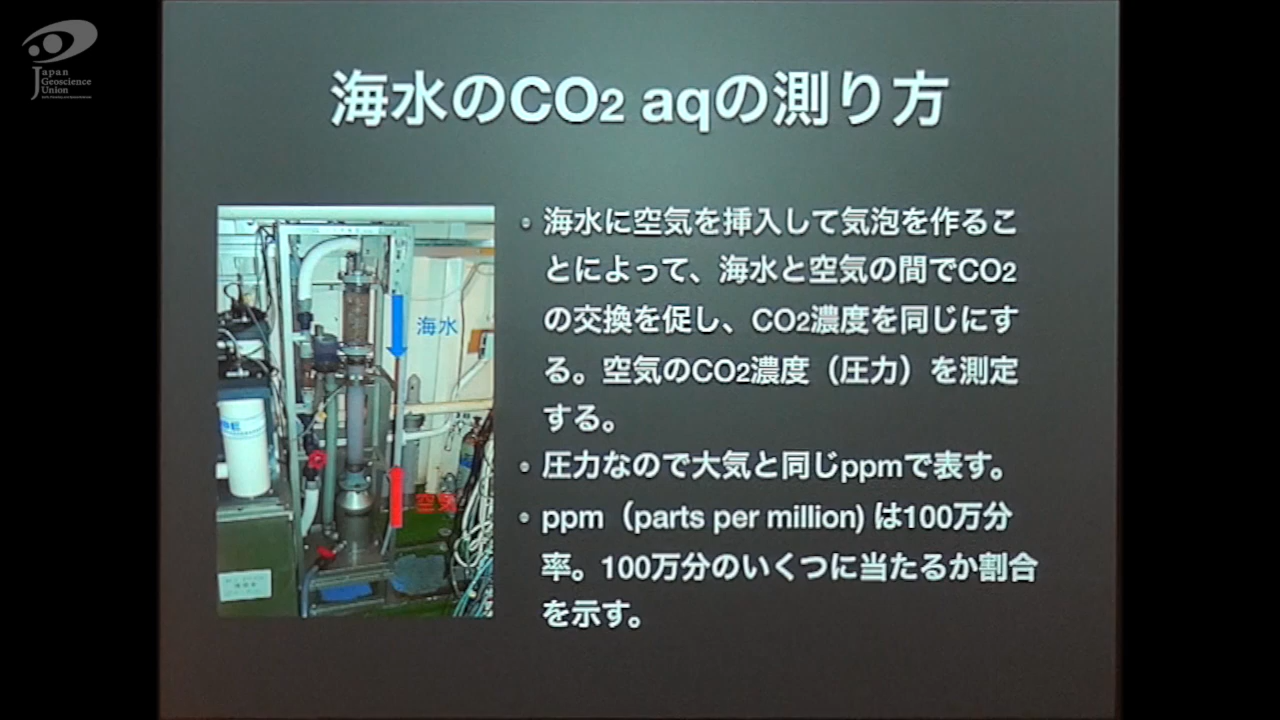 Japan
Geoscience
Union
海水のCO2 aqの測り方
• 海水に空気を挿入して気泡を作るこ
とによって、海水と空気の間でCO2
の交換を促し、CO2濃度を同じにす
る。空気のCO2濃度（圧力）を測定
する。
• 圧力なので大気と同じppmで表す。
• ppm（parts per million) は100万分
率。100万分のいくつに当たるか割合
を示す。
海水
空気